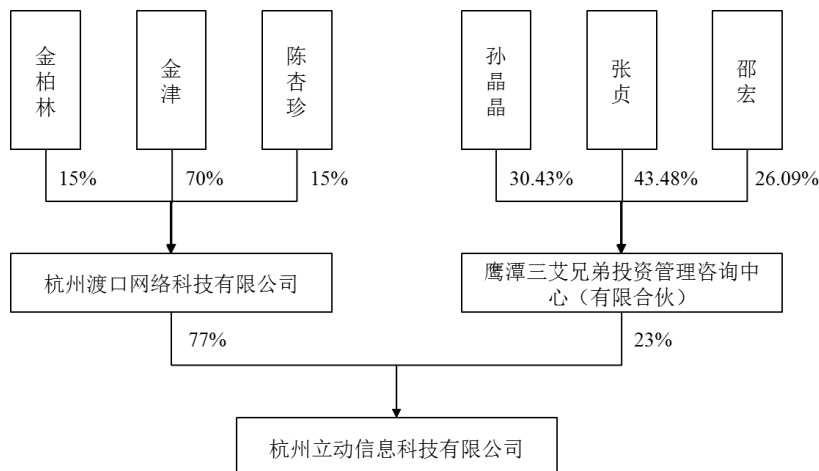 金柏林
金津
陈杏珍
孙晶晶
张贞
邵宏
15%
70%
15%
30.43%
43.48%
26.09%
杭州渡口网络科技有限公司
鹰潭三艾兄弟投资管理咨询中
心（有限合伙）
77%
23%
杭州立动信息科技有限公司